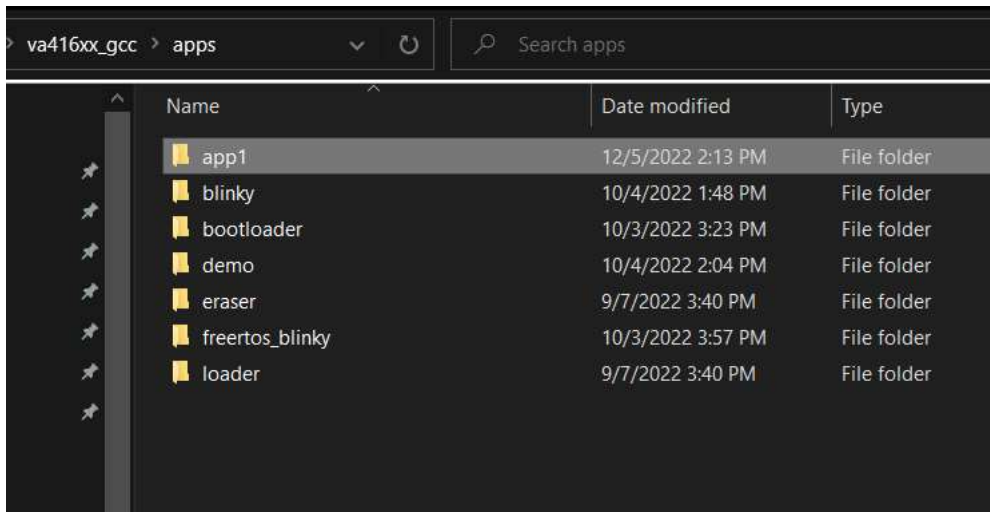 va416xx_gcc > apps Search apps
Name Date modified Type
app1 12/5/2022 2:13 PM File folder
blinky 10/4/2022 1:48 PM File folder
bootloader 10/3/2022 3:23 PM File folder
demo 10/4/2022 2:04 PM File folder
eraser 9/7/2022 3:40 PM File folder
freertos_blinky 10/3/2022 3:57 PM File folder
loader 9/7/2022 3:40 PM File folder